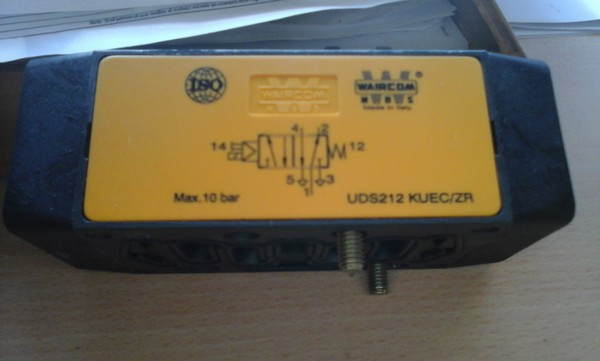 ISO
WAIRCOM
M B S
WAIRCOM ®
M B S
Made in Italy
4 2
14 12
5 3
1
Max. 10 bar
UDS212 KUEC/ZR